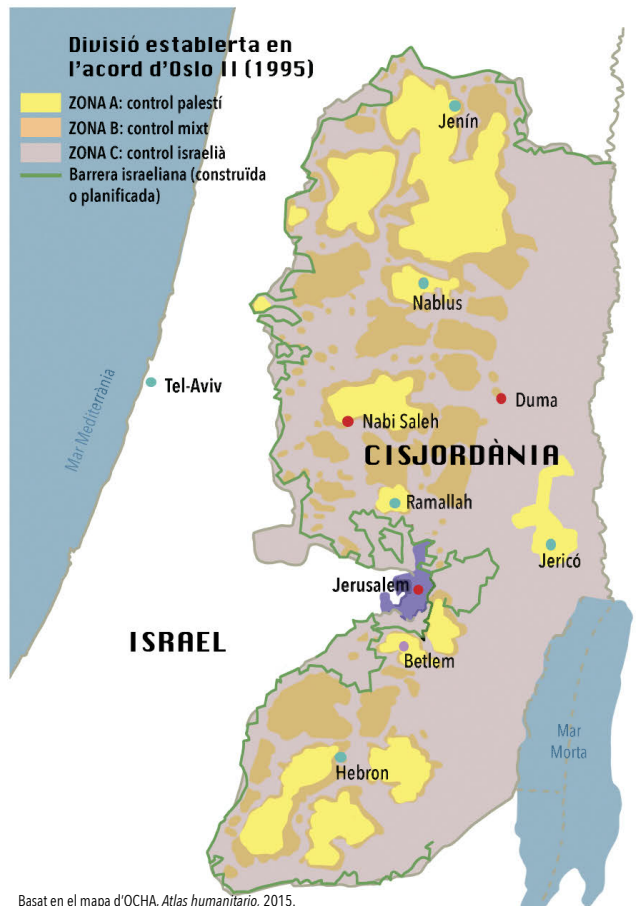 Divisió establerta en
l'acord d'Oslo II (1995)
ZONA A: control palestí
ZONA B: control mixt
ZONA C: control israelià
Barrera israeliana (construïda
o planificada)
Jenín
Nablus
Mar Mediterrània
Tel-Aviv
Duma
Nabi Saleh
CISJORDÀNIA
Ramallah
Jericó
Jerusalem
ISRAEL
Betlem
Mar
Morta
Hebron
Basat en el mapa d'OCHA, Atlas humanitario, 2015.